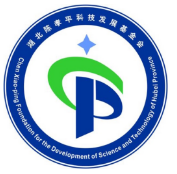 湖北陈孝平科技发展基金会
Chen Xiao-ping Foundation for the Development of Science and Technology of Hubei Province